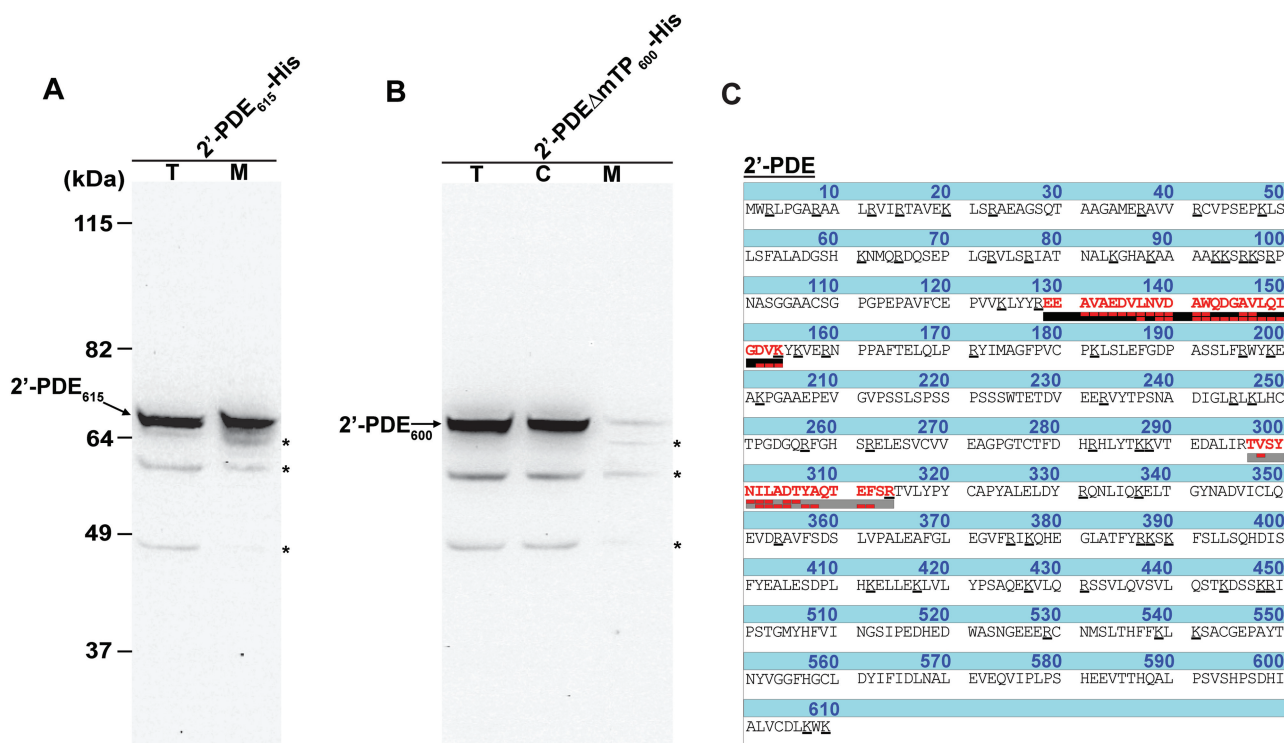 A
2’-PDE615-His
T M
(kDa)
115
82
64
49
37
2’-PDE615
*
*
*
B
2’-PDEΔmTP600-His
T C M
2’-PDE600
*
*
*
C
2’-PDE
10 20 30 40 50
MWRLPGARAA LRVIRTAVEK LSRAEAGSQT AAGAMERAVV RCVPSEPKLS
60 70 80 90 100
LSFALADGSH KNMQRDQSEP LGRVLSRIAT NALKGHAKAA AAKKSRKSRP
110 120 130 140 150
NASGGAACSG PGPEPAVFCE PVVKLYYREE AVAEDVLNVD AWQDGAVLQI
160 170 180 190 200
GDVKYKVERN PPAFTELQLP RYIMAGFPVC PKLSLEFGDP ASSLFRWYKE
210 220 230 240 250
AKPGAAEPEV GVPSSLSPSS PSSSWTETDV EERVYTPSNA DIGLRLKLHC
260 270 280 290 300
TPGDGQRFGH SRELESVCVV EAGPGTCTFD HRHLYTKKVT EDALIRTVSY
310 320 330 340 350
NILADTYAQT EFSRTVLYPY CAPYALELDY RQNLIQKELT GYNADVICLQ
360 370 380 390 400
EVDRAVFSDS LVPALEAFGL EGVFRIKQHE GLATFYRKSK FSLLSQHDIS
410 420 430 440 450
FYEALESDPL HKELLEKLVL YPSAQEKVLQ RSSVLQVSVL QSTKDSSKRI
510 520 530 540 550
PSTGMYHFVI NGSIPEDHED WASNGEEERC NMSLTHFFKL KSACGEPAYT
560 570 580 590 600
NYVGGFHGCL DYIFIDLNAL EVEQVIPLPS HEEVTTHQAL PSVSHPSDHI
610
ALVCDLKWK